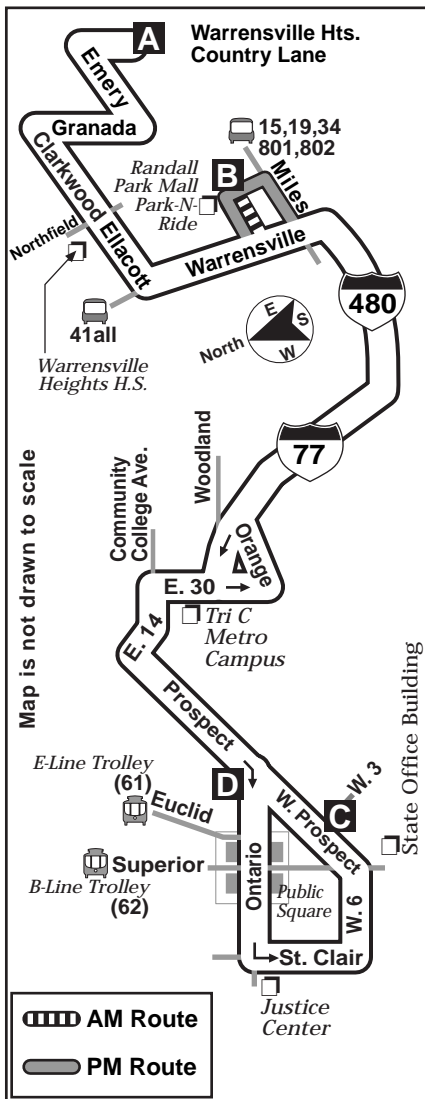 A
Warrensville Hts.
Country Lane
Emery
Granada
Clarkwood
Ellacott
Northfield
15,19,34
801,802
Miles
Randall
Park Mall
Park-N-
Ride
B
Warrensville
41all
Warrensville
Heights H.S.
North
E
S
W
480
77
Community
College Ave.
Woodland
Orange
E. 30
Tri C
Metro
Campus
E. 14
Map is not drawn to scale
Prospect
State Office Building
E-Line Trolley
(61)
Euclid
D
W. 3
C
W. Prospect
Superior
B-Line Trolley
(62)
Ontario
Public
Square
W. 6
St. Clair
Justice
Center
AM Route
PM Route